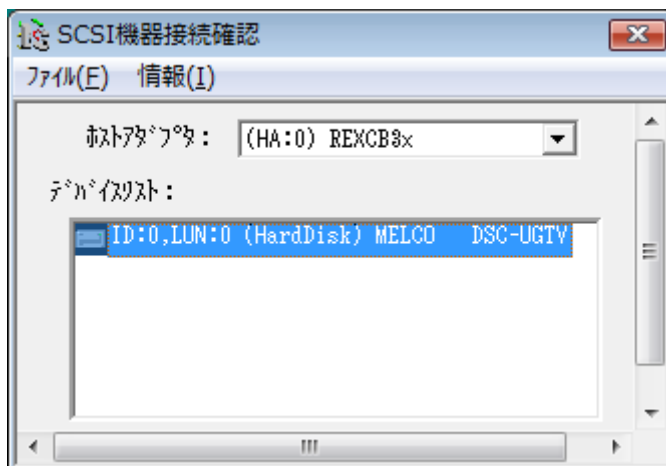 SCSI機器接続確認
ﾌｧｲﾙ(F) 情報(I)
ﾎｽﾄｱﾀﾞﾌﾟﾀ : (HA:0) REXCB3x
ﾃﾞﾊﾞｲｽﾘｽﾄ :
ID:0,LUN:0 (HardDisk) MELCO DSC-UGTV